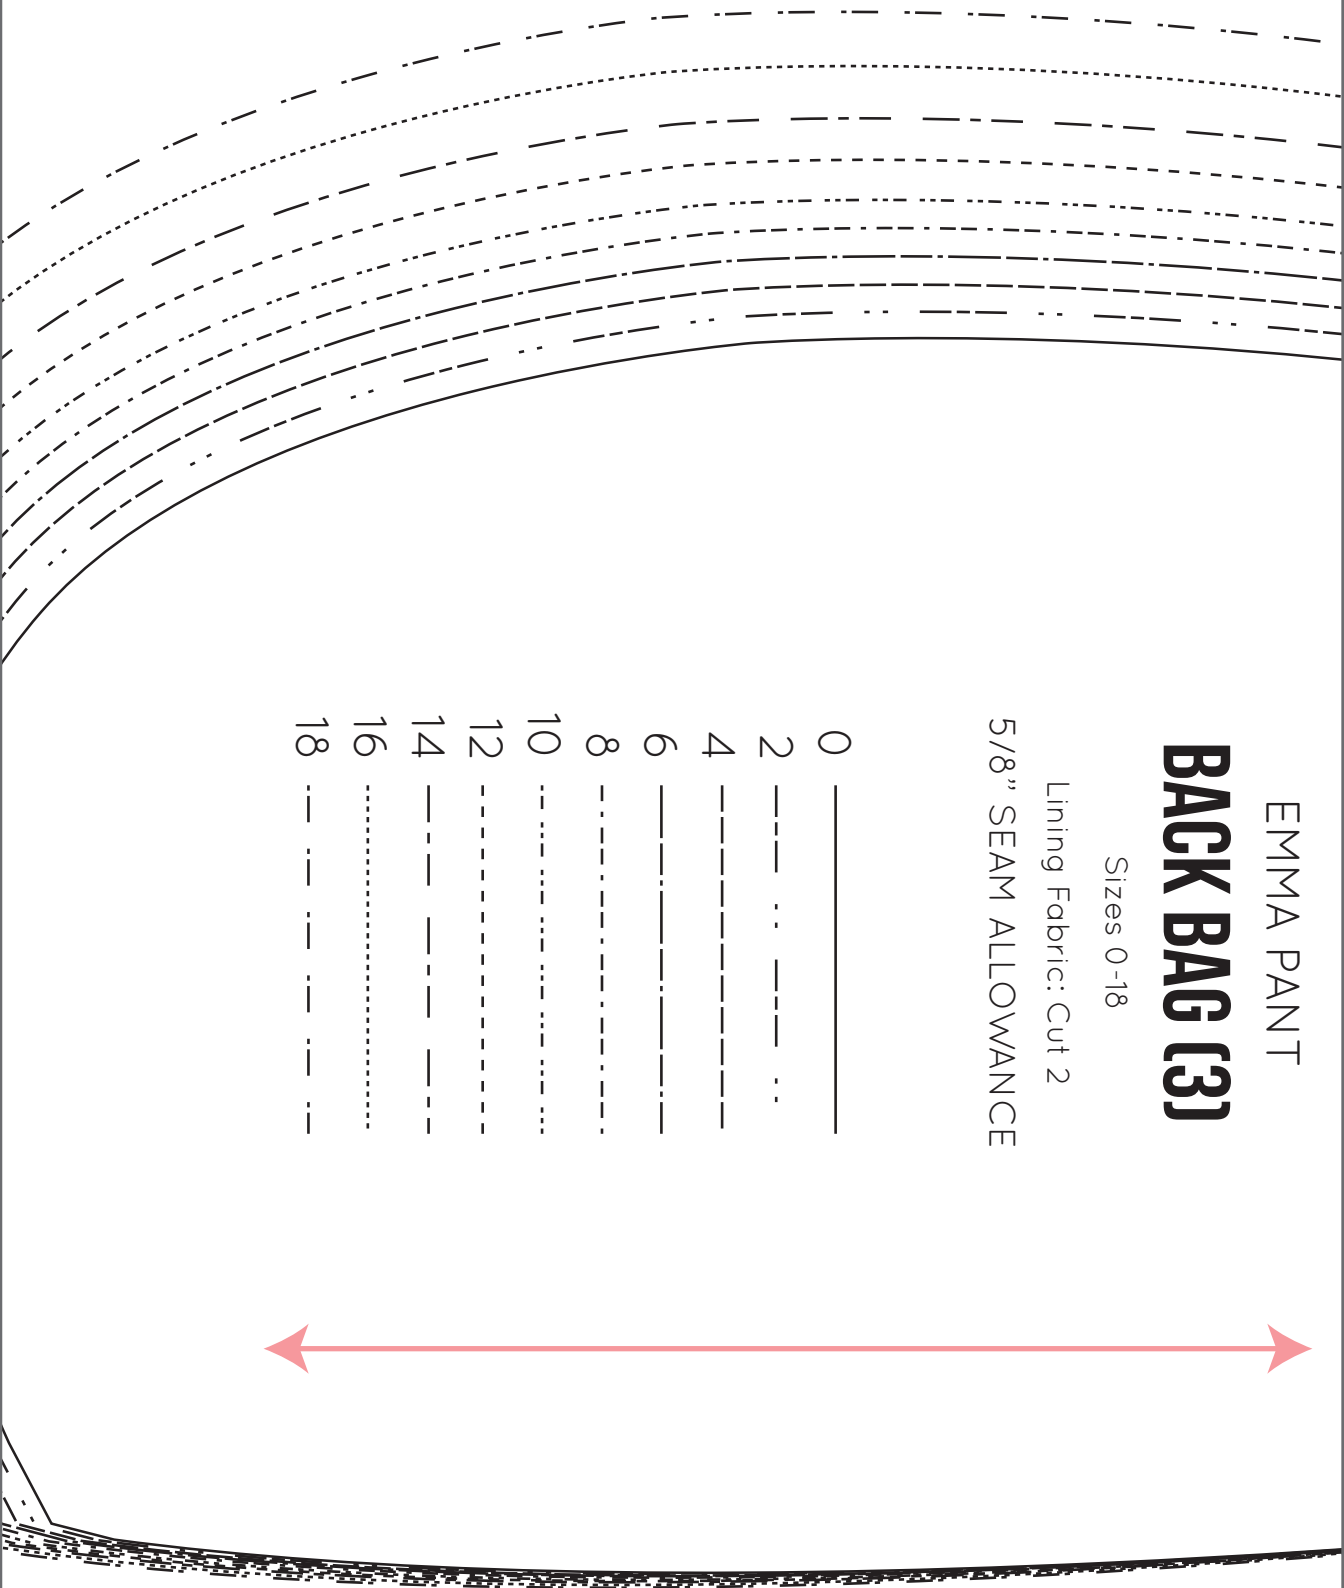 EMMA PANT
BACK BAG (3)
Sizes 0-18
Lining Fabric: Cut 2
5/8” SEAM ALLOWANCE
0
2
4
6
8
10
12
14
16
18